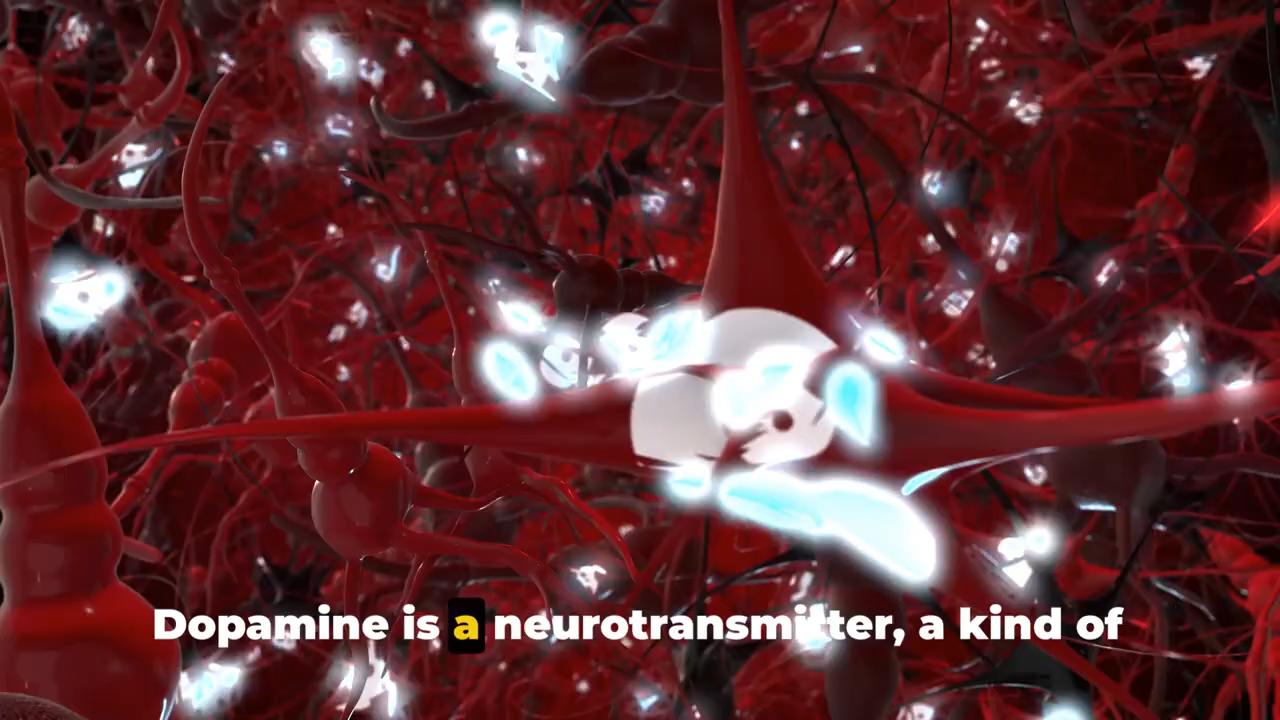 Dopamine is a neurotransmitter, a kind of